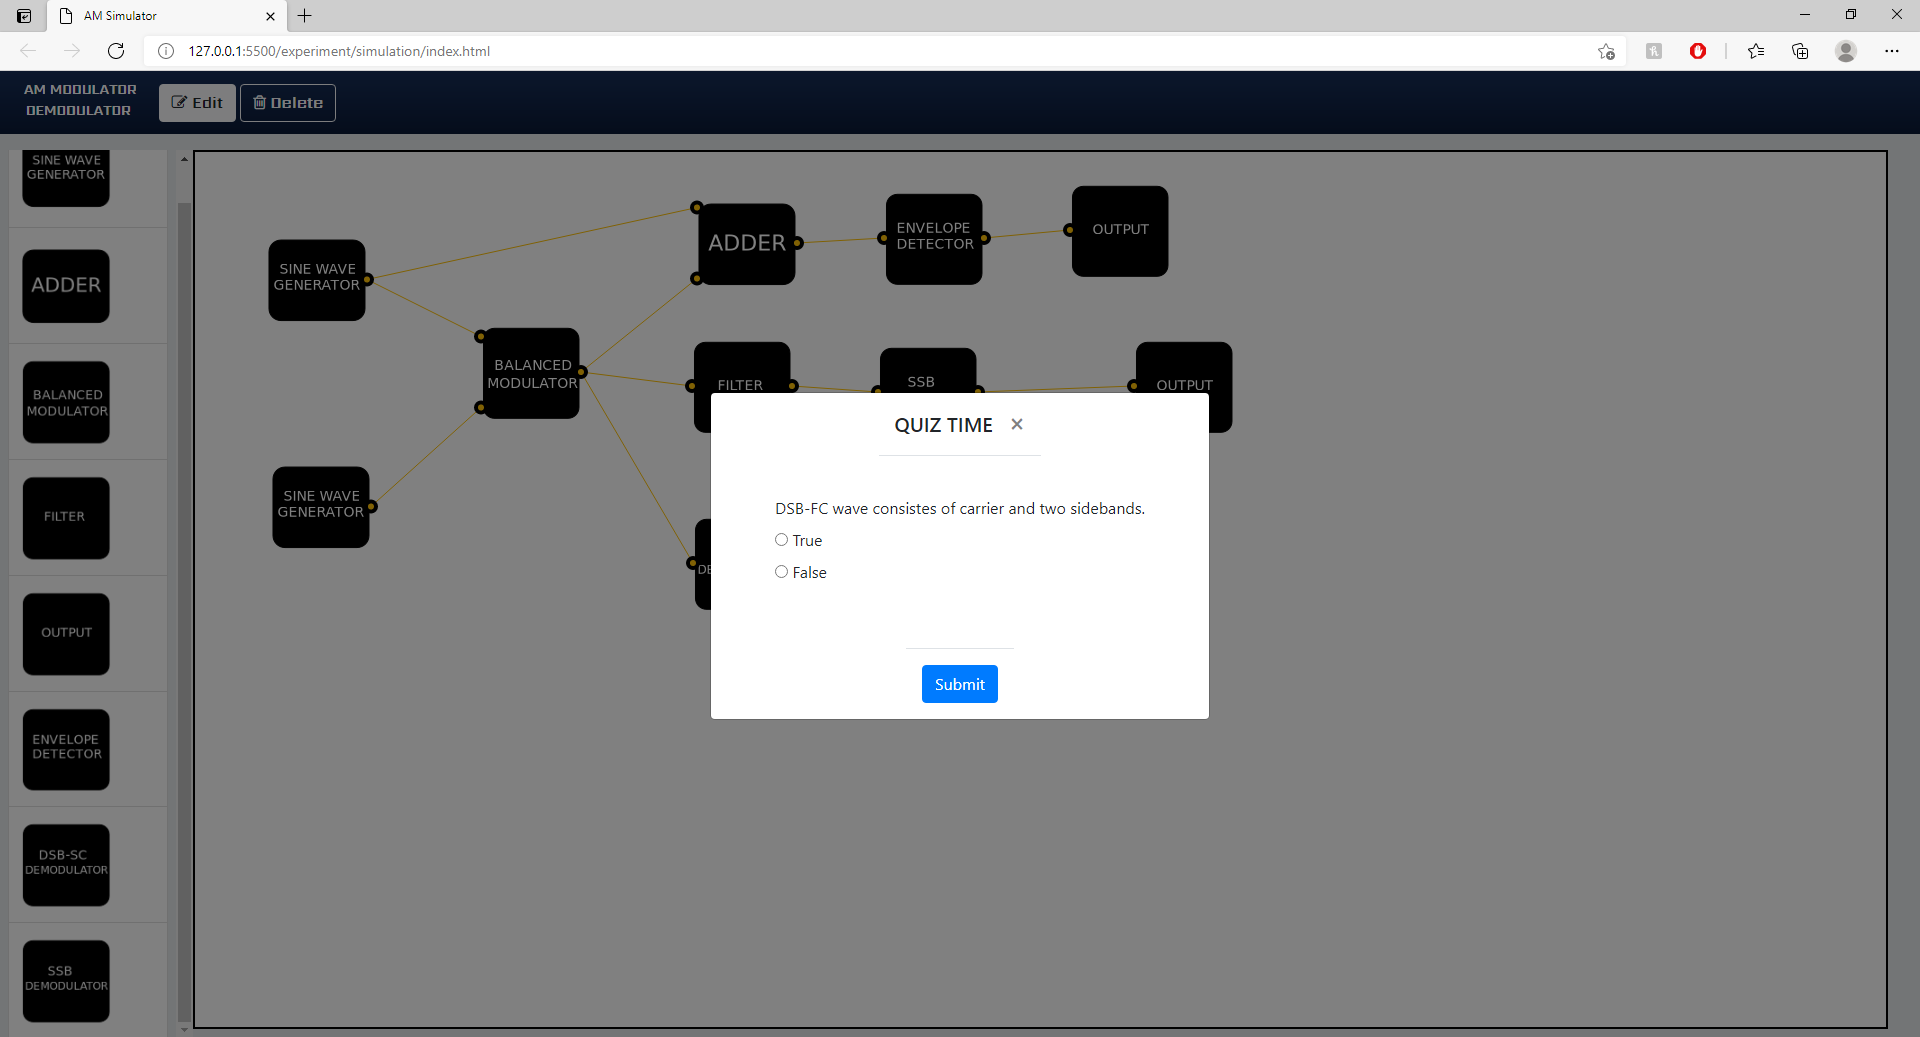 AM Simulator
127.0.0.1:5500/experiment/simulation/index.html
AM MODULATOR
DEMODULATOR
Edit
Delete
SINE WAVE
GENERATOR
ADDER
BALANCED
MODULATOR
FILTER
OUTPUT
ENVELOPE
DETECTOR
DSB-SC
DEMODULATOR
SSB
DEMODULATOR
SINE WAVE
GENERATOR
SINE WAVE
GENERATOR
BALANCED
MODULATOR
ADDER
ENVELOPE
DETECTOR
OUTPUT
FILTER
SSB
OUTPUT
DE
QUIZ TIME ×
DSB-FC wave consistes of carrier and two sidebands.
True
False
Submit